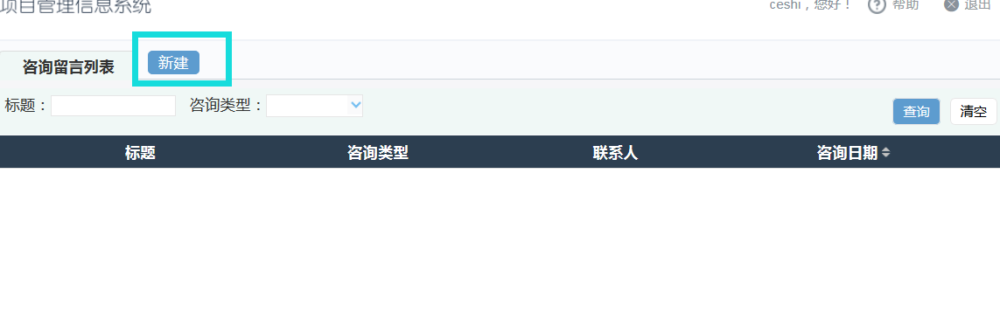 项目管理信息系统 ceshi，您好！ 帮助 退出
咨询留言列表 新建
标题： 咨询类型： 查询 清空
标题 咨询类型 联系人 咨询日期